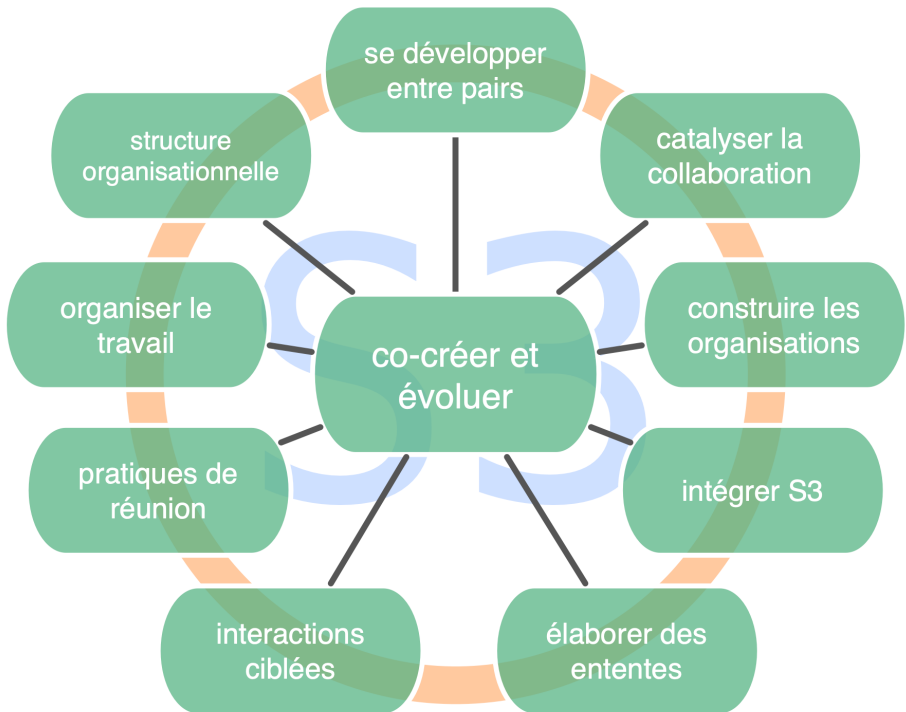 se développer
entre pairs
catalyser la
collaboration
construire les
organisations
intégrer S3
élaborer des
ententes
interactions
ciblées
pratiques de
réunion
organiser le
travail
structure
organisationnelle
co-créer et
évoluer
S3